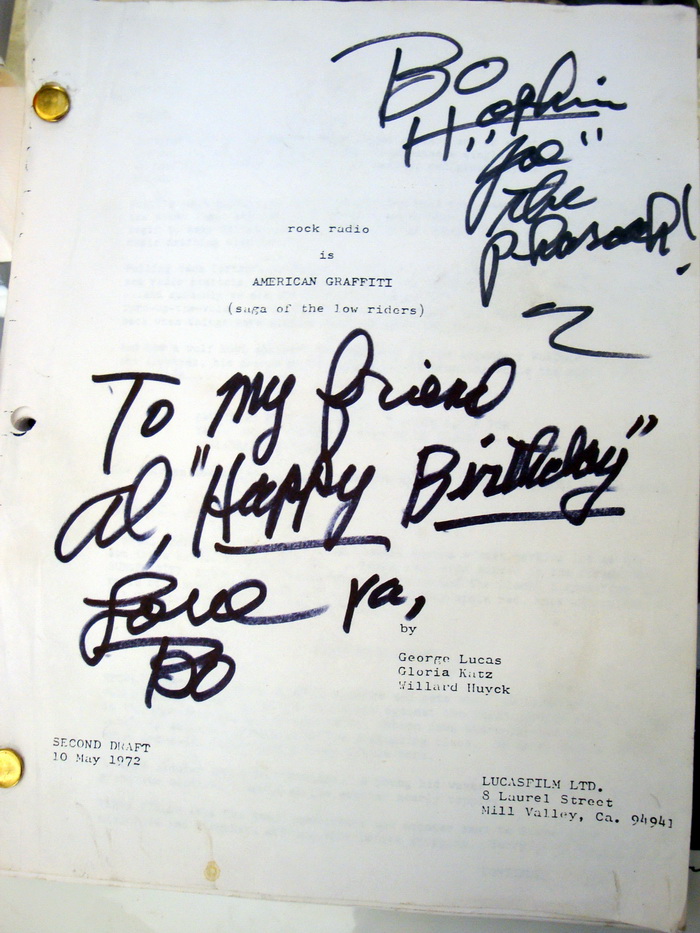 BO
Hopkins
"Joe"
the
Pharoah!
rock radio
is
AMERICAN GRAFFITI
(saga of the low riders)
To my friend
Al, "Happy Birthday"
Love ya,
BO
by
George Lucas
Gloria Katz
Willard Huyck
SECOND DRAFT
10 May 1972
LUCASFILM LTD.
8 Laurel Street
Mill Valley, Ca. 94941